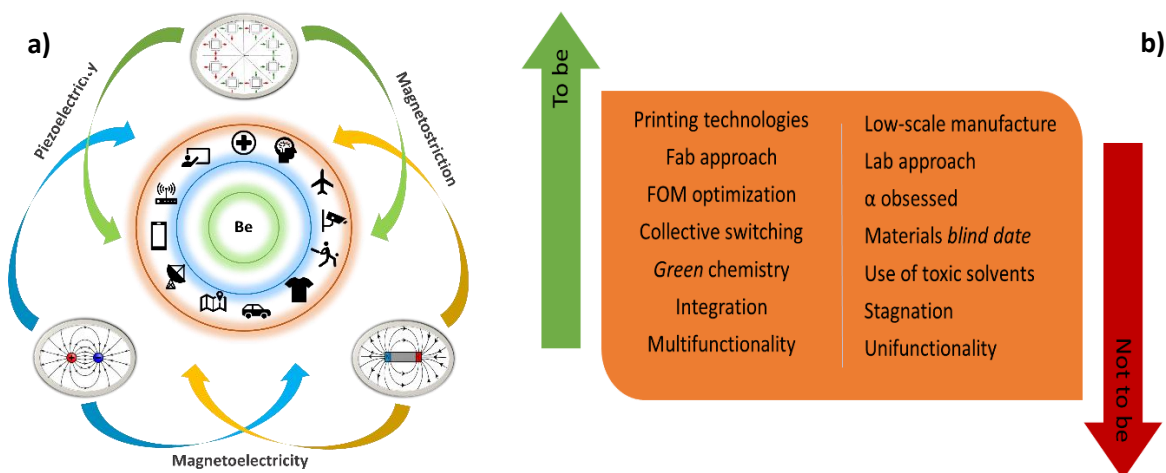 a)
Piezoelectricity
Magnetostriction
Be
Magnetoelectricity
b)
To be
Printing technologies
Fab approach
FOM optimization
Collective switching
Green chemistry
Integration
Multifunctionality
Low-scale manufacture
Lab approach
α obsessed
Materials blind date
Use of toxic solvents
Stagnation
Unifunctionality
Not to be